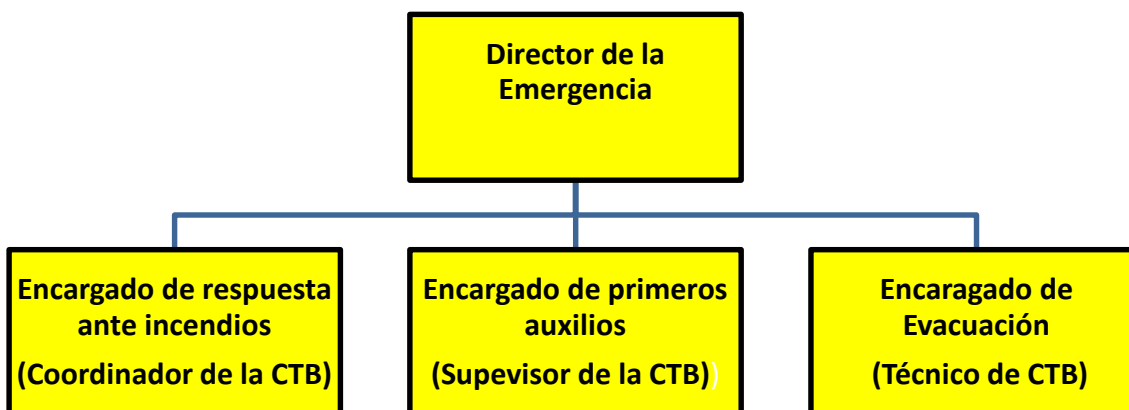 Director de la
Emergencia
Encargado de respuesta
ante incendios
(Coordinador de la CTB)
Encargado de primeros
auxilios
(Supevisor de la CTB))
Encaragado de
Evacuación
(Técnico de CTB)